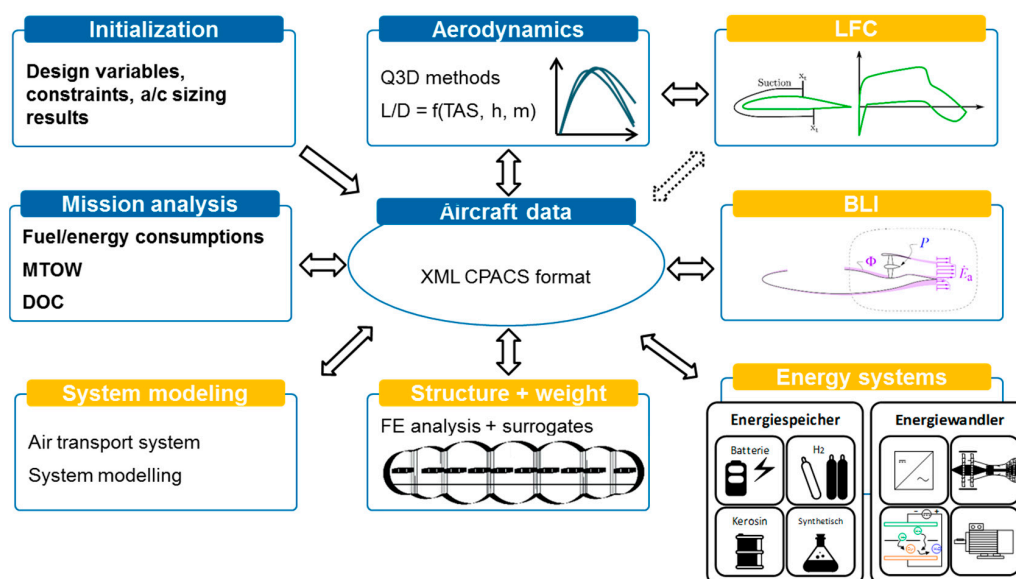 Initialization
Design variables,
constraints, a/c sizing
results
Aerodynamics
Q3D methods
L/D = f(TAS, h, m)
LFC
Suction
Mission analysis
Fuel/energy consumptions
MTOW
DOC
Aircraft data
XML CPACS format
BLI
P
Φ
System modeling
Air transport system
System modelling
Structure + weight
FE analysis + surrogates
Energy systems
Energiespeicher
Batterie
H2
Kerosin
Synthetisch
Energiewandler